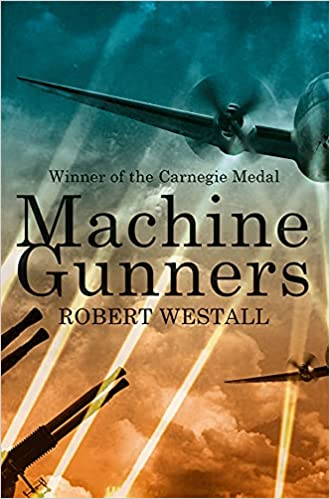 Winner of the Carnegie Medal
Machine
Gunners
ROBERT WESTALL